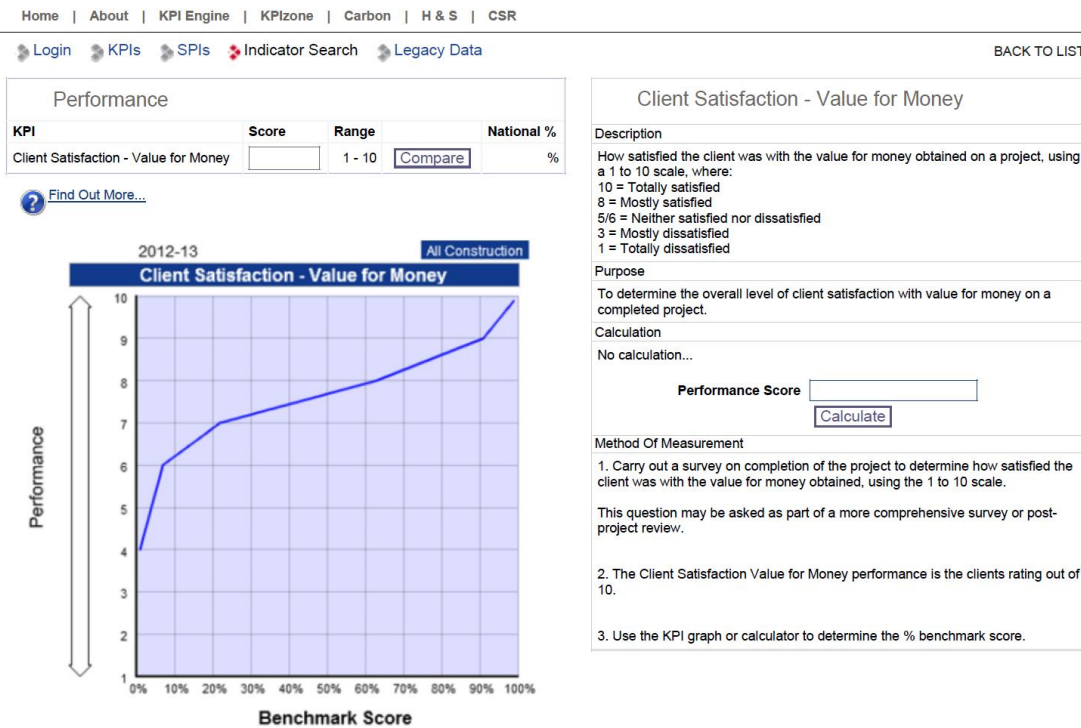 Home | About | KPI Engine | KPIzone | Carbon | H & S | CSR
Login KPIs SPIs Indicator Search Legacy Data
BACK TO LIST
Performance
KPI Score Range National %
Client Satisfaction - Value for Money 1 - 10 Compare %
Find Out More...
2012-13 All Construction
Client Satisfaction - Value for Money
Performance
10
9
8
7
6
5
4
3
2
1
0% 10% 20% 30% 40% 50% 60% 70% 80% 90% 100%
Benchmark Score
Client Satisfaction - Value for Money
Description
How satisfied the client was with the value for money obtained on a project, using
a 1 to 10 scale, where:
10 = Totally satisfied
8 = Mostly satisfied
5/6 = Neither satisfied nor dissatisfied
3 = Mostly dissatisfied
1 = Totally dissatisfied
Purpose
To determine the overall level of client satisfaction with value for money on a
completed project.
Calculation
No calculation...
Performance Score
Calculate
Method Of Measurement
1. Carry out a survey on completion of the project to determine how satisfied the
client was with the value for money obtained, using the 1 to 10 scale.
This question may be asked as part of a more comprehensive survey or post-
project review.
2. The Client Satisfaction Value for Money performance is the clients rating out of
10.
3. Use the KPI graph or calculator to determine the % benchmark score.